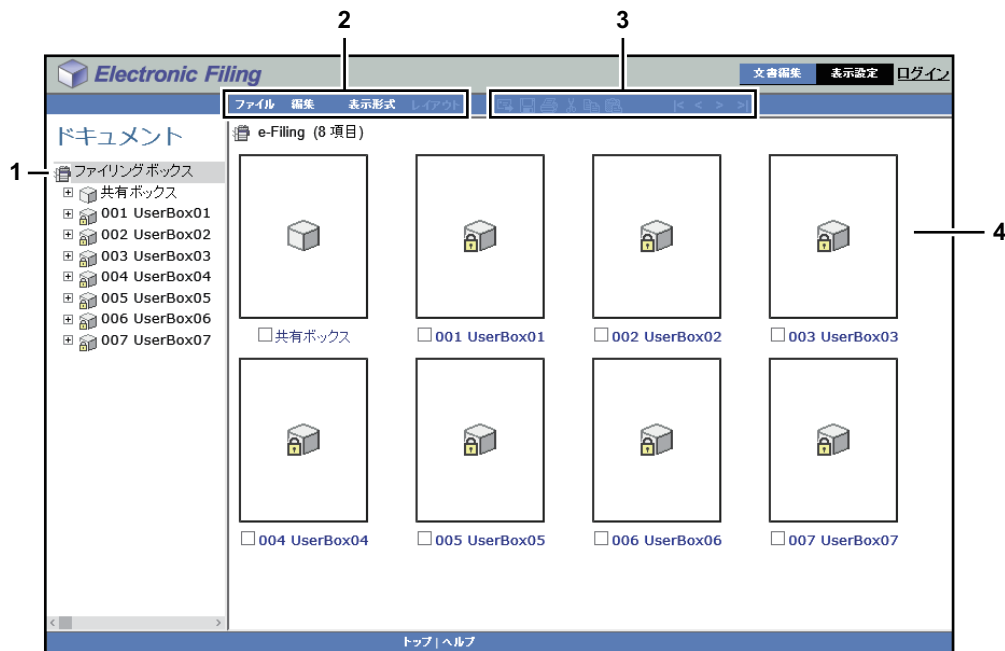 2 3
Electronic Filing 文書編集 表示設定 ログイン
ファイル 編集 表示形式 レイアウト |< < > >|
ドキュメント
e-Filing (8 項目)
1
ファイリングボックス
共有ボックス
001 UserBox01
002 UserBox02
003 UserBox03
004 UserBox04
005 UserBox05
006 UserBox06
007 UserBox07
4
共有ボックス 001 UserBox01 002 UserBox02 003 UserBox03
004 UserBox04 005 UserBox05 006 UserBox06 007 UserBox07
トップ | ヘルプ